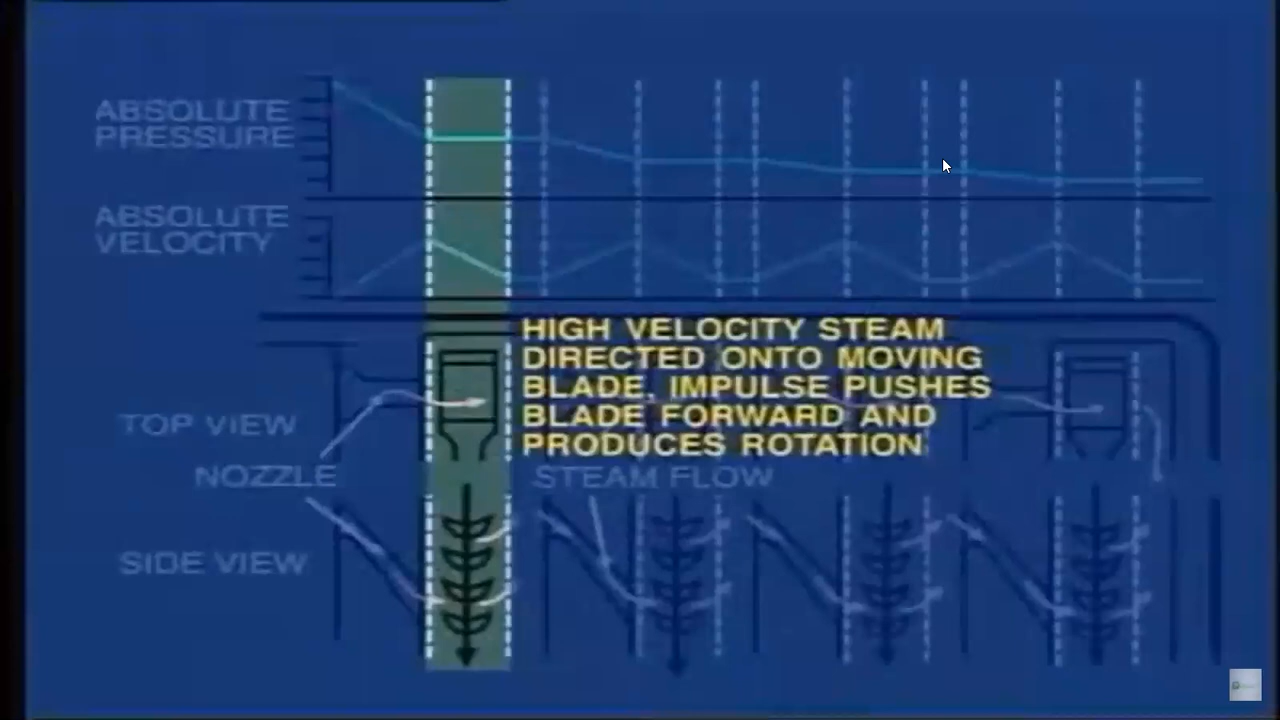 ABSOLUTE
PRESSURE
ABSOLUTE
VELOCITY
HIGH VELOCITY STEAM
DIRECTED ONTO MOVING
BLADE. IMPULSE PUSHES
BLADE FORWARD AND
PRODUCES ROTATION
TOP VIEW
NOZZLE
STEAM FLOW
SIDE VIEW